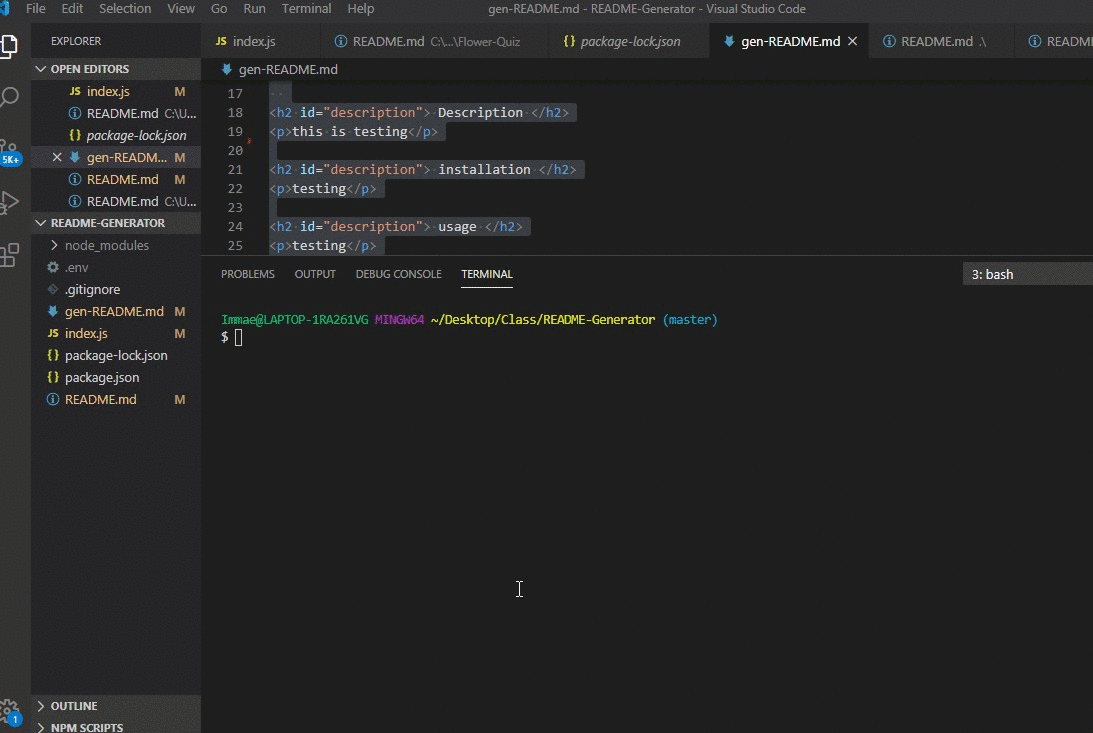 File Edit Selection View Go Run Terminal Help gen-README.md - README-Generator - Visual Studio Code
EXPLORER
OPEN EDITORS
JS index.js M
README.md C:\U...
{} package-lock.json
gen-READM... M
README.md M
README.md C:\U...
README-GENERATOR
node_modules
.env
.gitignore
gen-README.md M
JS index.js M
{} package-lock.json
{} package.json
README.md M
OUTLINE
NPM SCRIPTS
5K+
1
JS index.js README.md C:\...\Flower-Quiz {} package-lock.json gen-README.md README.md .\ README
gen-README.md
17
18 <h2 id="description"> Description </h2>
19 <p>this is testing</p>
20
21 <h2 id="description"> installation </h2>
22 <p>testing</p>
23
24 <h2 id="description"> usage </h2>
25 <p>testing</p>
PROBLEMS OUTPUT DEBUG CONSOLE TERMINAL 3: bash
Immae@LAPTOP-1RA261VG MINGW64 ~/Desktop/Class/README-Generator (master)
$